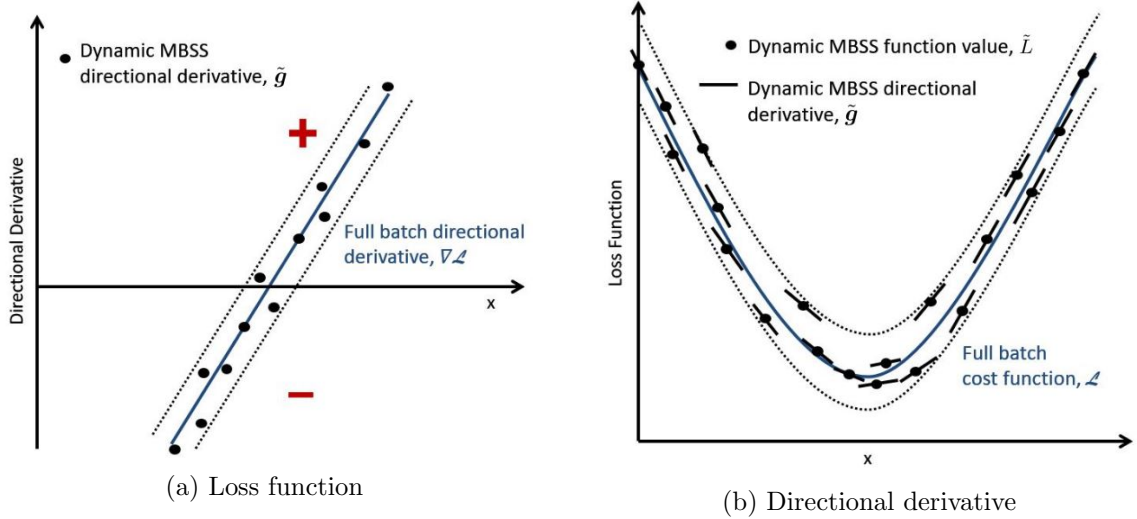 Dynamic MBSS
directional derivative, g̃
+
Directional Derivative
Full batch directional
derivative, ∇ℒ
x
−
(a) Loss function
Dynamic MBSS function value, L̃
Dynamic MBSS directional
derivative, g̃
Loss Function
Full batch
cost function, ℒ
x
(b) Directional derivative